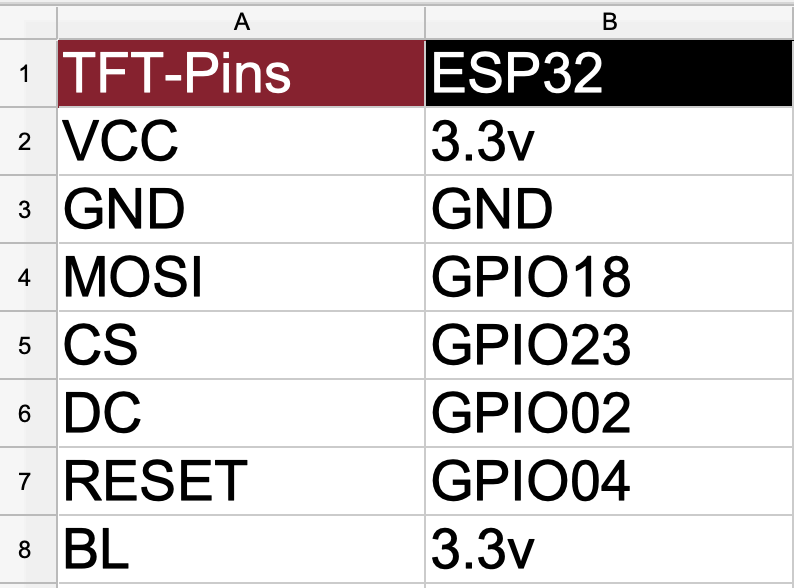 A B
1 TFT-Pins ESP32
2 VCC 3.3v
3 GND GND
4 MOSI GPIO18
5 CS GPIO23
6 DC GPIO02
7 RESET GPIO04
8 BL 3.3v